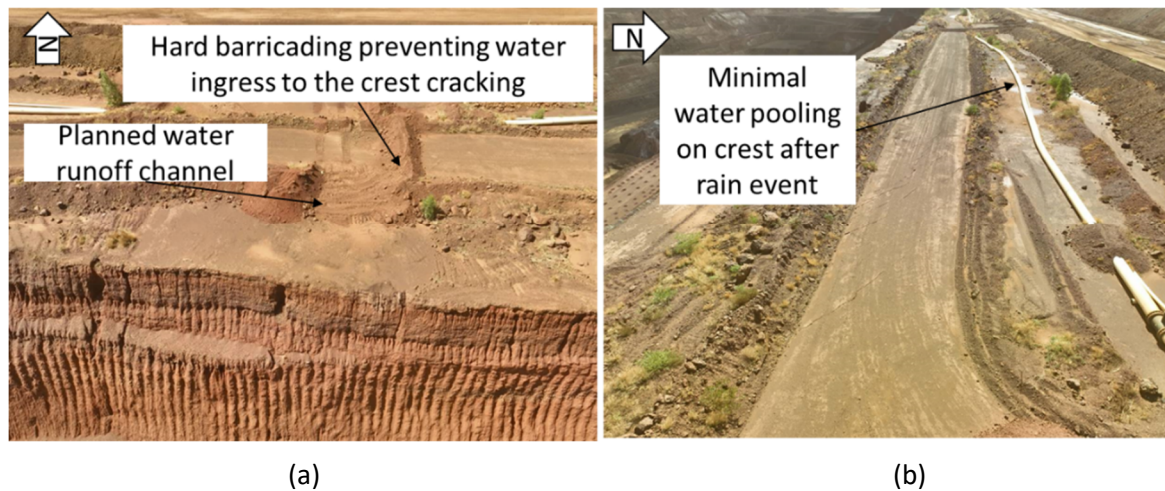 N
Hard barricading preventing water
ingress to the crest cracking
Planned water
runoff channel
N
Minimal
water pooling
on crest after
rain event
(a)
(b)